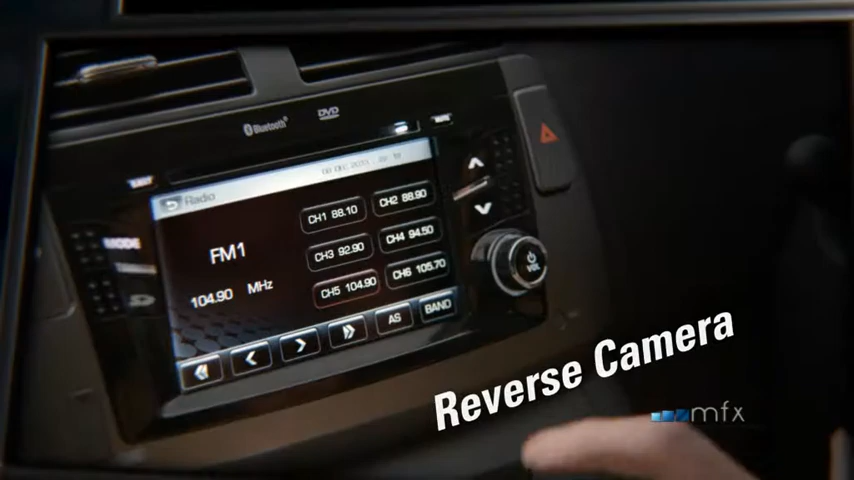 Bluetooth®
DVD
Radio
MODE
FM1
104.90 MHz
CH1 88.10
CH2 88.90
CH3 92.90
CH4 94.50
CH5 104.90
CH6 105.70
AS
BAND
VOL
Reverse Camera
mfx